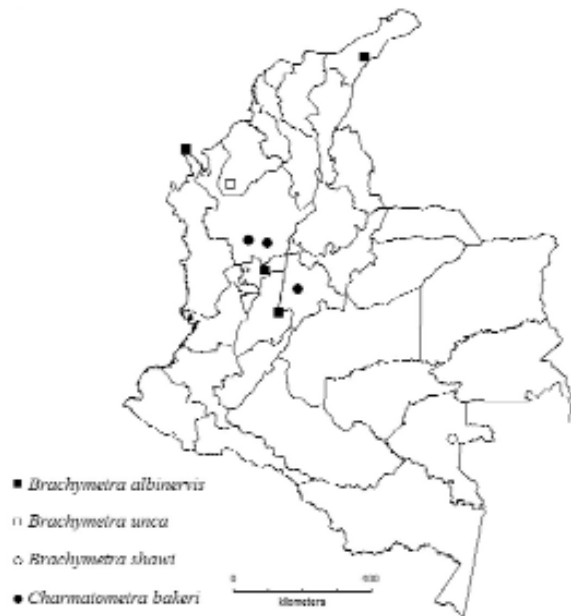 Brachymetra albinervis
Brachymetra unca
Brachymetra shawi
Charmatometra bakeri
0
kilometers